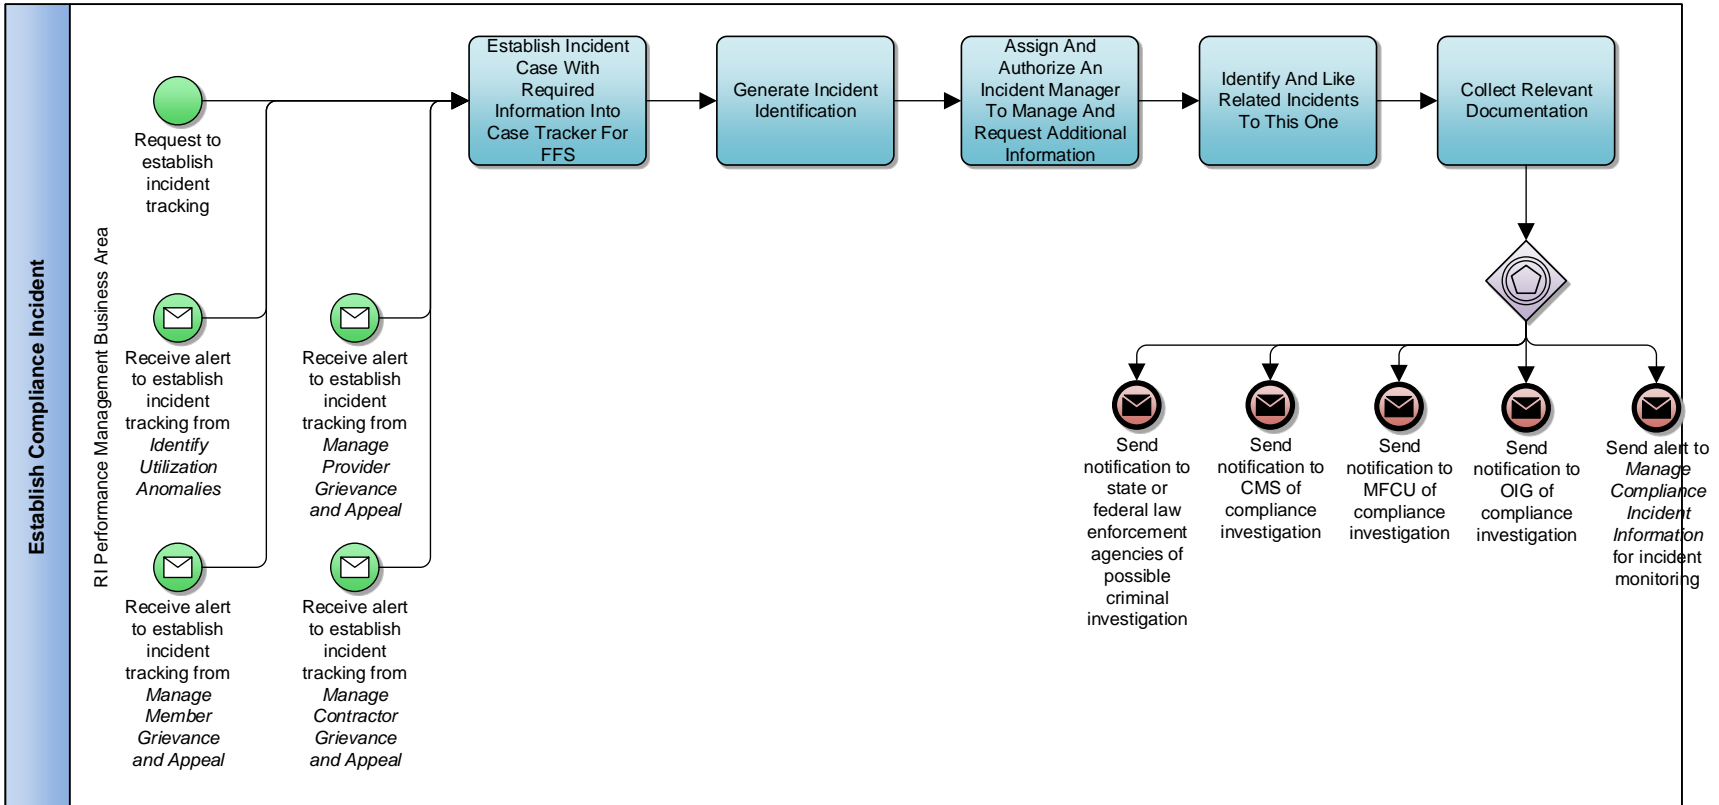 Establish Compliance Incident
RI Performance Management Business Area
Request to
establish
incident
tracking
Receive alert
to establish
incident
tracking from
Identify
Utilization
Anomalies
Receive alert
to establish
incident
tracking from
Manage
Provider
Grievance
and Appeal
Receive alert
to establish
incident
tracking from
Manage
Member
Grievance
and Appeal
Receive alert
to establish
incident
tracking from
Manage
Contractor
Grievance
and Appeal
Establish Incident
Case With
Required
Information Into
Case Tracker For
FFS
Generate Incident
Identification
Assign And
Authorize An
Incident Manager
To Manage And
Request Additional
Information
Identify And Like
Related Incidents
To This One
Collect Relevant
Documentation
Send
notification to
state or
federal law
enforcement
agencies of
possible
criminal
investigation
Send
notification to
CMS of
compliance
investigation
Send
notification to
MFCU of
compliance
investigation
Send
notification to
OIG of
compliance
investigation
Send alert to
Manage
Compliance
Incident
Information
for incident
monitoring